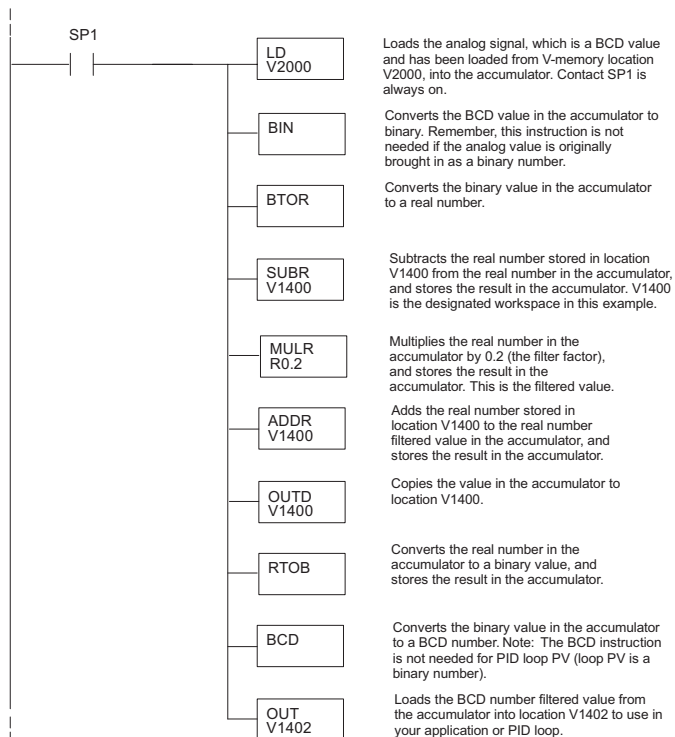 SP1
LD
V2000
Loads the analog signal, which is a BCD value
and has been loaded from V-memory location
V2000, into the accumulator. Contact SP1 is
always on.
BIN
Converts the BCD value in the accumulator to
binary. Remember, this instruction is not
needed if the analog value is originally
brought in as a binary number.
BTOR
Converts the binary value in the accumulator
to a real number.
SUBR
V1400
Subtracts the real number stored in location
V1400 from the real number in the accumulator,
and stores the result in the accumulator. V1400
is the designated workspace in this example.
MULR
R0.2
Multiplies the real number in the
accumulator by 0.2 (the filter factor),
and stores the result in the
accumulator. This is the filtered value.
ADDR
V1400
Adds the real number stored in
location V1400 to the real number
filtered value in the accumulator, and
stores the result in the accumulator.
OUTD
V1400
Copies the value in the accumulator to
location V1400.
RTOB
Converts the real number in the
accumulator to a binary value, and
stores the result in the accumulator.
BCD
Converts the binary value in the accumulator
to a BCD number. Note: The BCD instruction
is not needed for PID loop PV (loop PV is a
binary number).
OUT
V1402
Loads the BCD number filtered value from
the accumulator into location V1402 to use in
your application or PID loop.